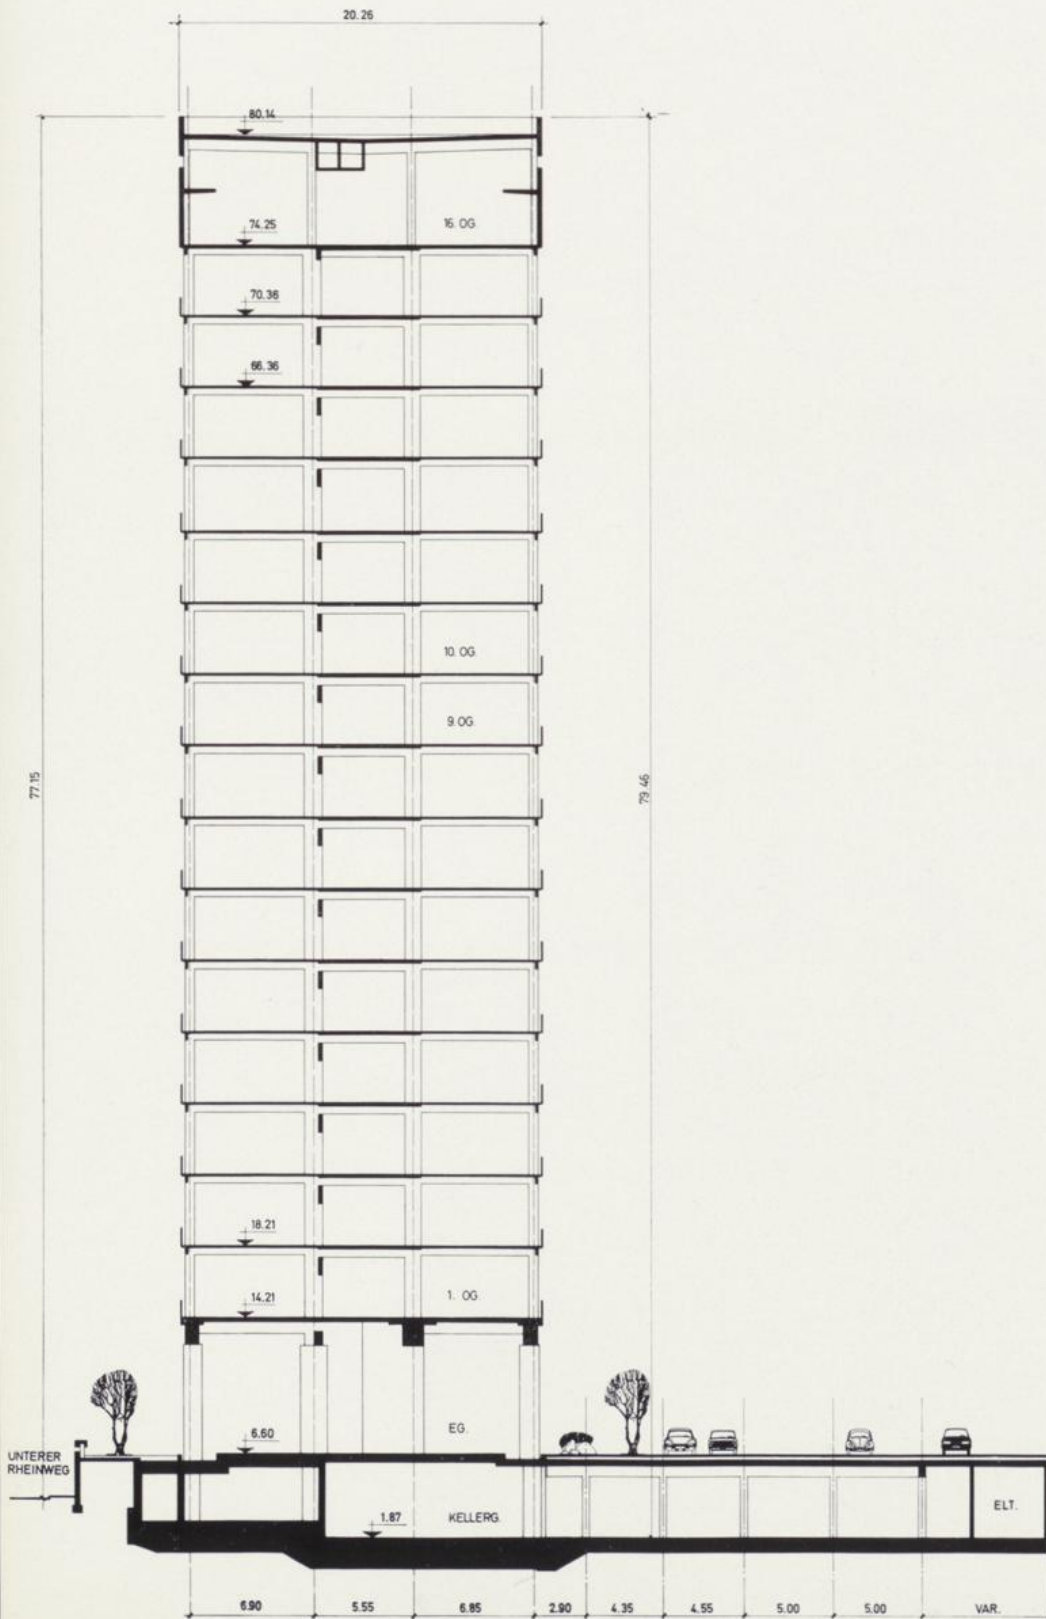 20.26
80.14
16. OG.
74.25
70.36
66.36
10. OG.
9. OG.
77.15
79.46
18.21
14.21
1. OG
6.60
EG.
UNTERER
RHEINWEG
1.87
KELLERG.
ELT.
6.90 5.55 6.85 2.90 4.35 4.55 5.00 5.00 VAR.